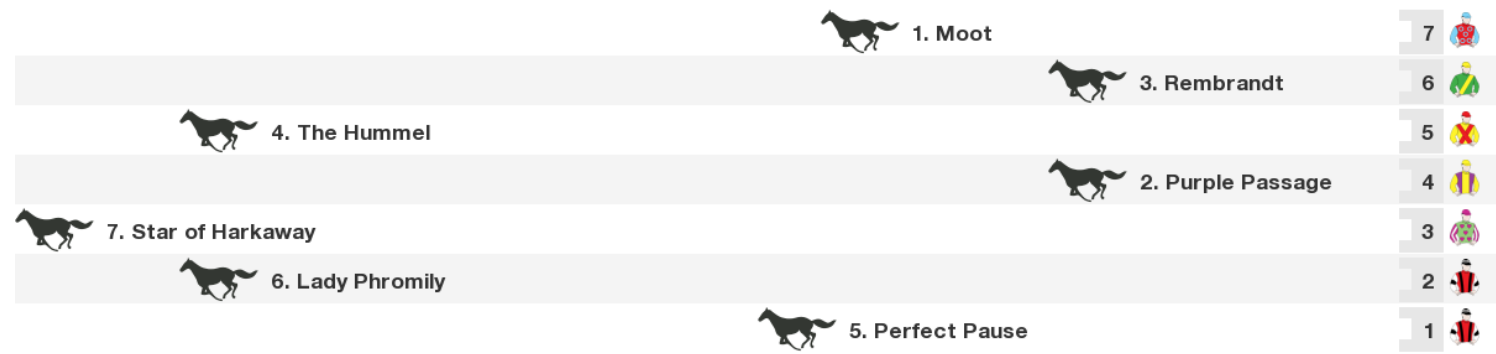 1. Moot 7
3. Rembrandt 6
4. The Hummel 5
2. Purple Passage 4
7. Star of Harkaway 3
6. Lady Phromily 2
5. Perfect Pause 1